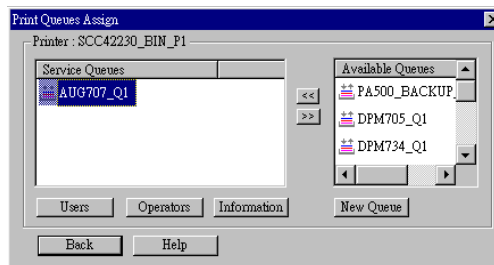 Print Queues Assign
Printer : SCC42230_BIN_P1
Service Queues
AUG707_Q1
<<
>>
Available Queues
PA500_BACKUP_
DPM705_Q1
DPM734_Q1
Users
Operators
Information
New Queue
Back
Help